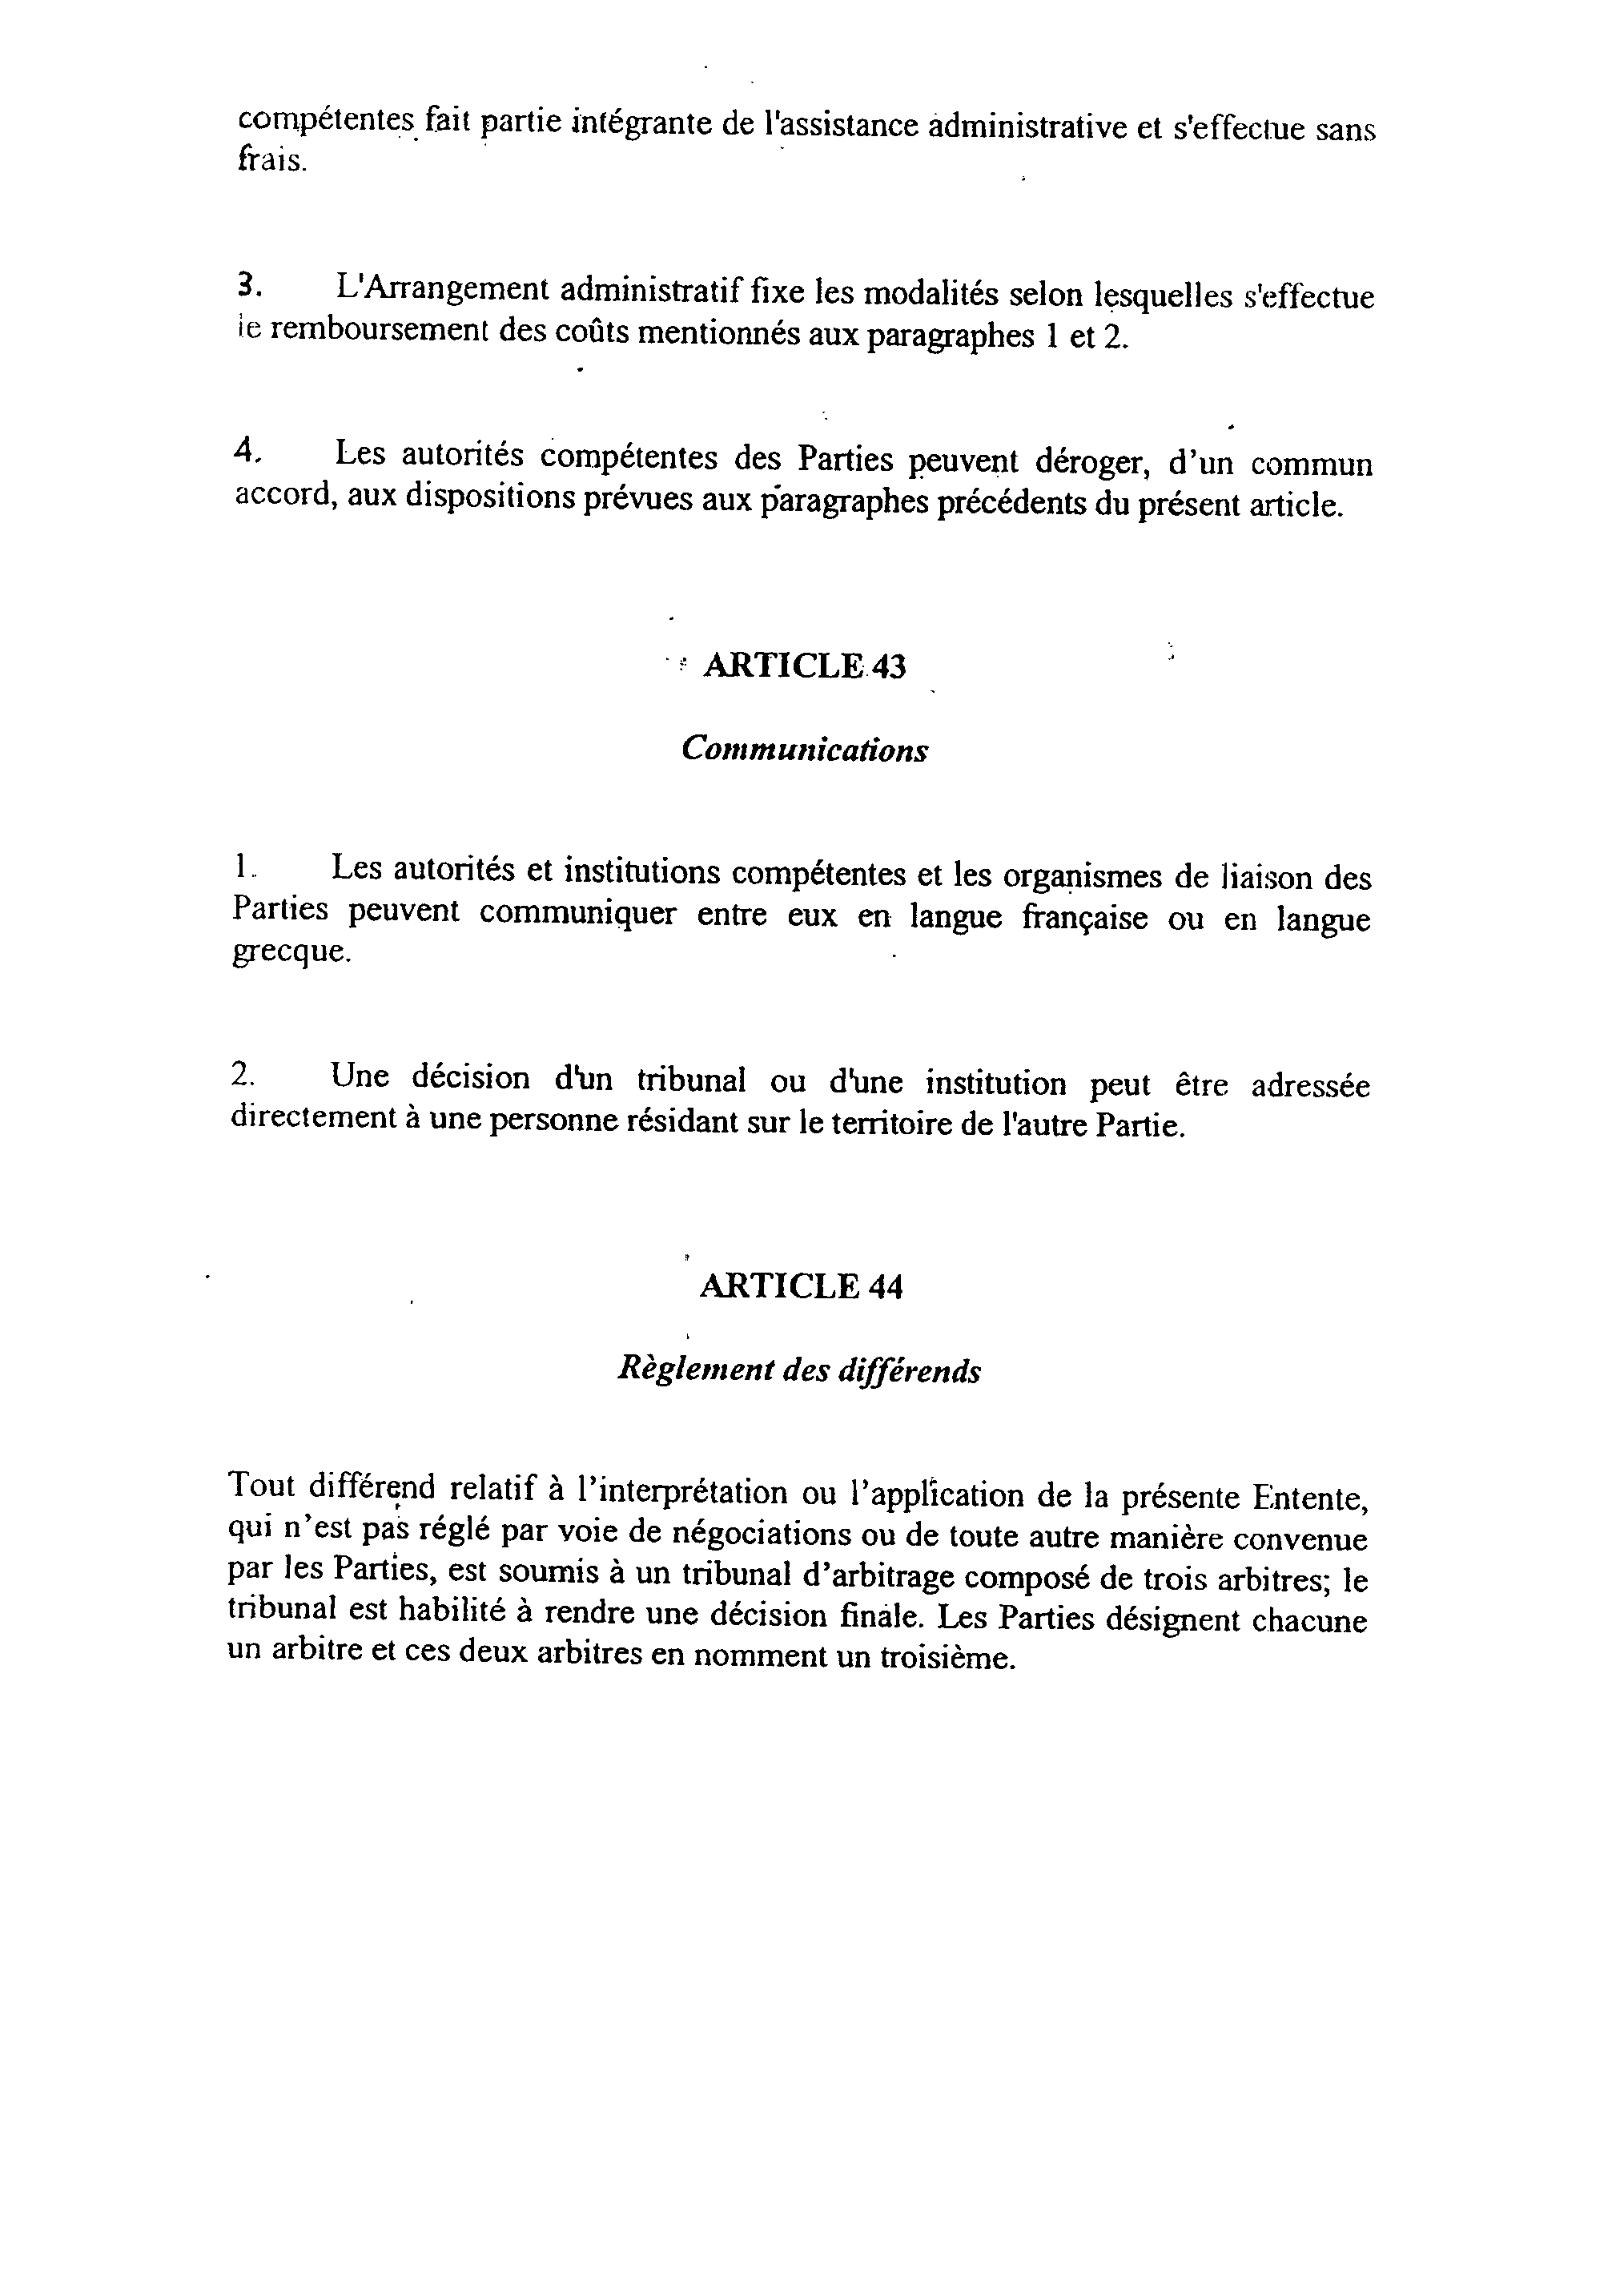 compétentes fait partie intégrante de l'assistance administrative et s'effectue sans
frais.
3. L'Arrangement administratif fixe les modalités selon lesquelles s'effectue
le remboursement des coûts mentionnés aux paragraphes 1 et 2.
4. Les autorités compétentes des Parties peuvent déroger, d'un commun
accord, aux dispositions prévues aux paragraphes précédents du présent article.
ARTICLE 43
Communications
1. Les autorités et institutions compétentes et les organismes de liaison des
Parties peuvent communiquer entre eux en langue française ou en langue
grecque.
2. Une décision d'un tribunal ou d'une institution peut être adressée
directement à une personne résidant sur le territoire de l'autre Partie.
ARTICLE 44
Règlement des différends
Tout différend relatif à l'interprétation ou l'application de la présente Entente,
qui n'est pas réglé par voie de négociations ou de toute autre manière convenue
par les Parties, est soumis à un tribunal d'arbitrage composé de trois arbitres; le
tribunal est habilité à rendre une décision finale. Les Parties désignent chacune
un arbitre et ces deux arbitres en nomment un troisième.